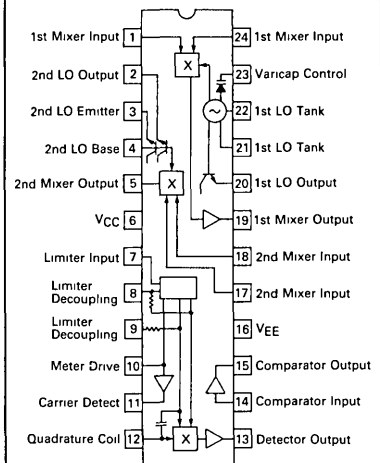 1st Mixer Input 1
24 1st Mixer Input
X
2nd LO Output 2
23 Varicap Control
2nd LO Emitter 3
22 1st LO Tank
2nd LO Base 4
21 1st LO Tank
2nd Mixer Output 5
X
20 1st LO Output
VCC 6
19 1st Mixer Output
Limiter Input 7
18 2nd Mixer Input
Limiter
Decoupling 8
17 2nd Mixer Input
Limiter
Decoupling 9
16 VEE
Meter Drive 10
15 Comparator Output
Carrier Detect 11
14 Comparator Input
Quadrature Coil 12
X
13 Detector Output